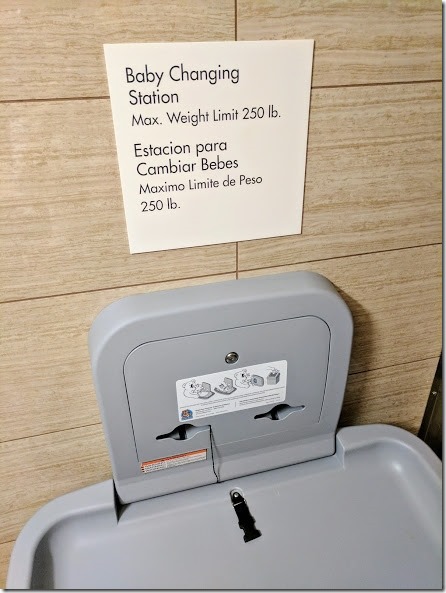 Baby Changing
Station
Max. Weight Limit 250 lb.
Estacion para
Cambiar Bebes
Maximo Limite de Peso
250 lb.